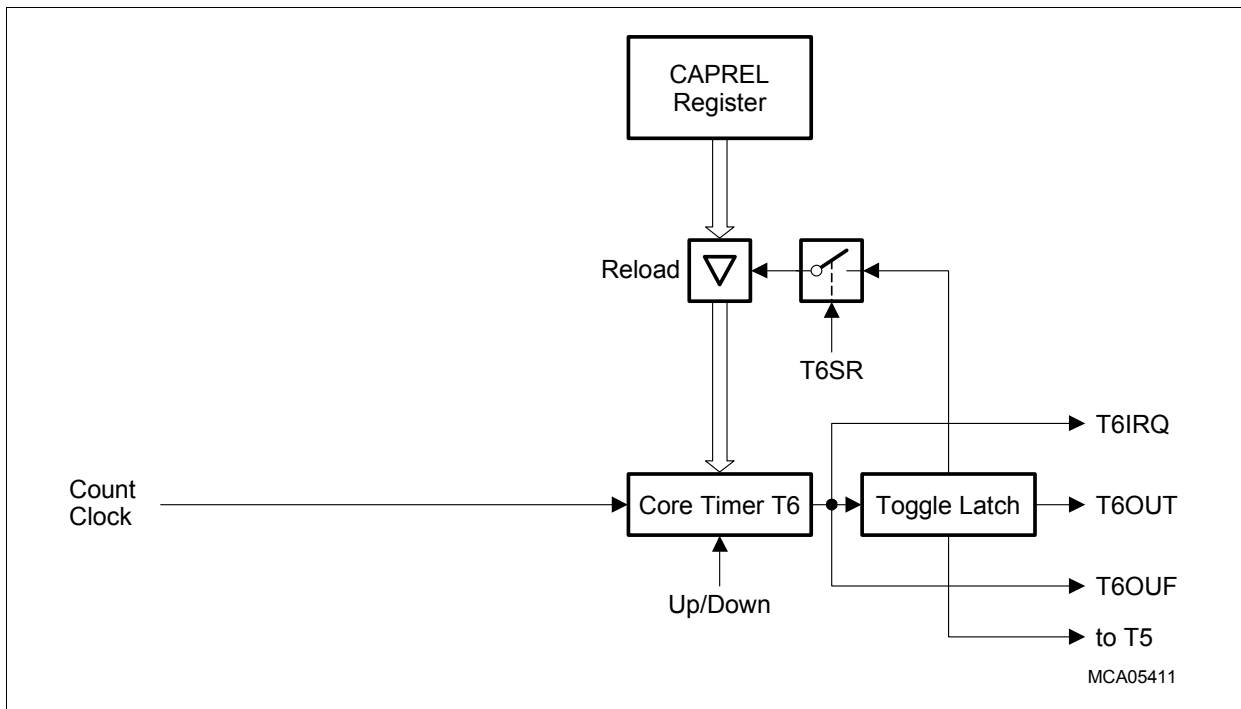 CAPREL
Register
Reload
T6SR
T6IRQ
Count
Clock
Core Timer T6
Toggle Latch
T6OUT
Up/Down
T6OUF
to T5
MCA05411